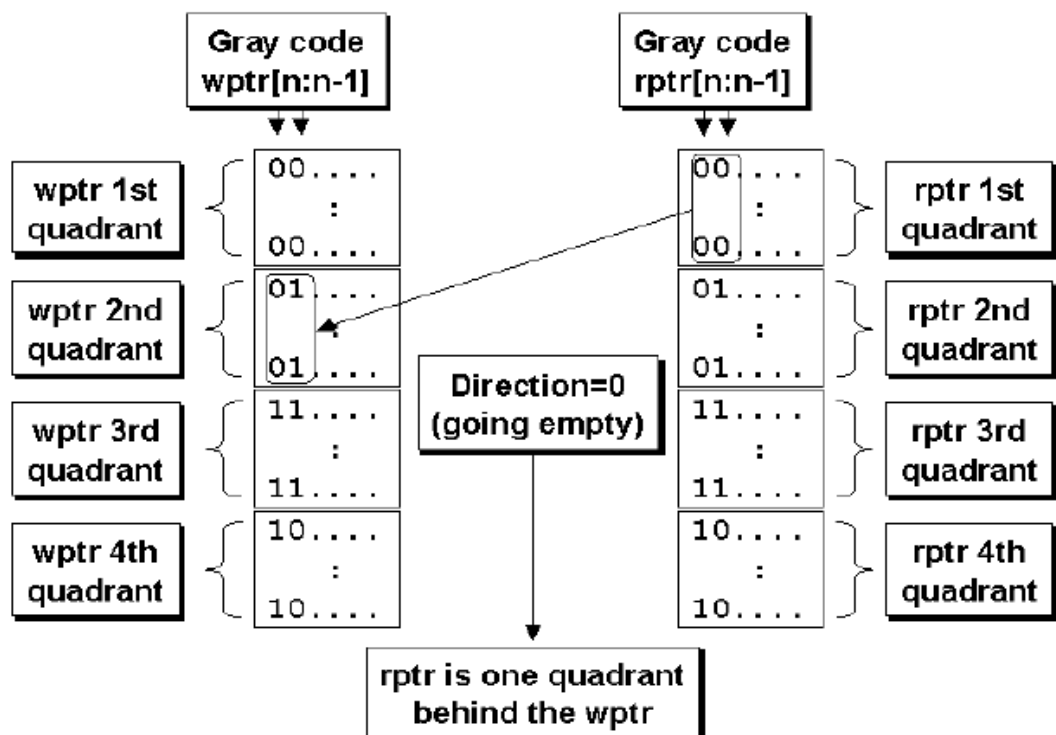 Gray code
wptr[n:n-1]
Gray code
rptr[n:n-1]
wptr 1st
quadrant
00....
:
00....
00....
:
00....
rptr 1st
quadrant
wptr 2nd
quadrant
01....
:
01....
01....
:
01....
rptr 2nd
quadrant
Direction=0
(going empty)
wptr 3rd
quadrant
11....
:
11....
11....
:
11....
rptr 3rd
quadrant
wptr 4th
quadrant
10....
:
10....
10....
:
10....
rptr 4th
quadrant
rptr is one quadrant
behind the wptr